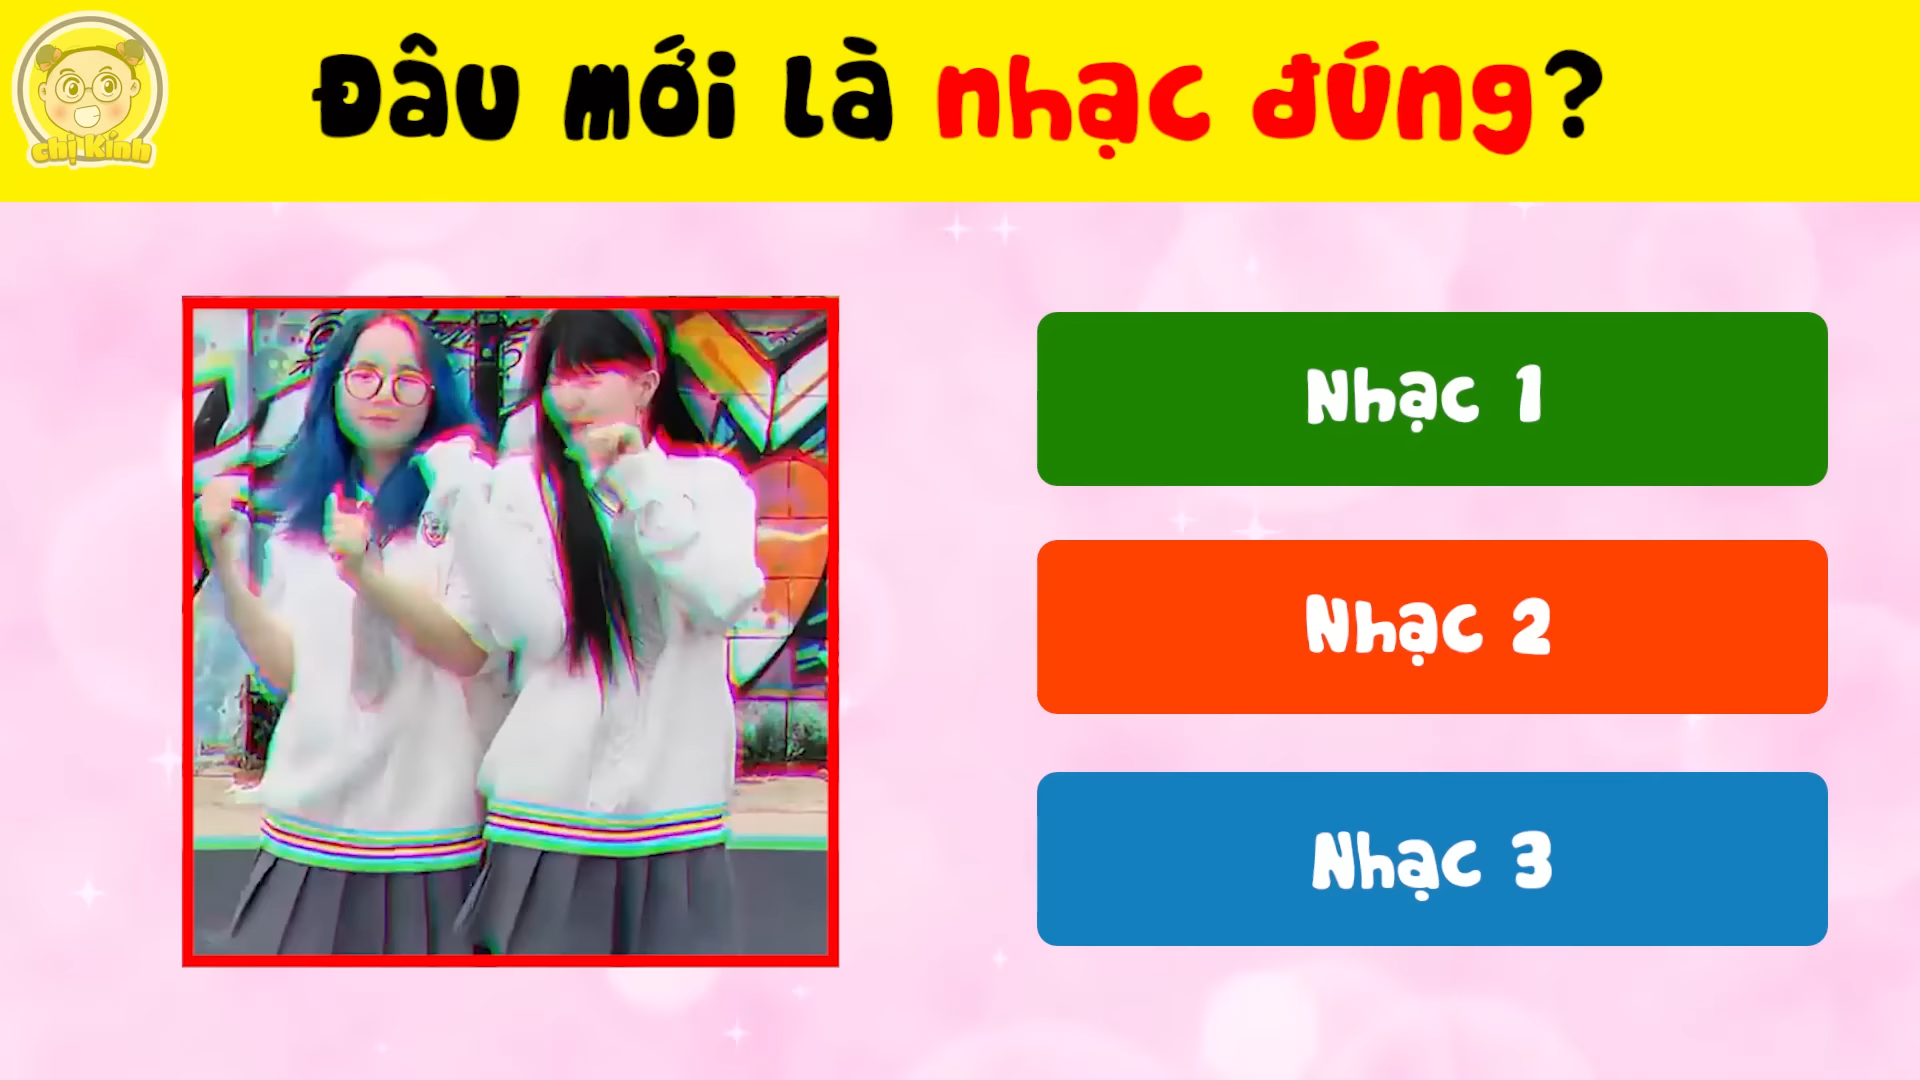 Đâu mới là nhạc đúng?
chị Kính
Nhạc 1
Nhạc 2
Nhạc 3